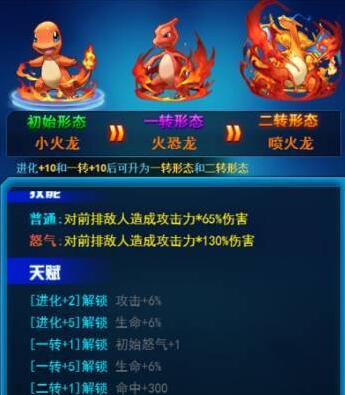 初始形态 一转形态 二转形态
小火龙 火恐龙 喷火龙
进化+10和一转+10后可升为一转形态和二转形态
技能
普通:对前排敌人造成攻击力*65%伤害
怒气:对前排敌人造成攻击力*130%伤害
天赋
[进化+2]解锁 攻击+6%
[进化+5]解锁 生命+6%
[一转+1]解锁 初始怒气+1
[一转+5]解锁 生命+6%
[二转+1]解锁 命中+300